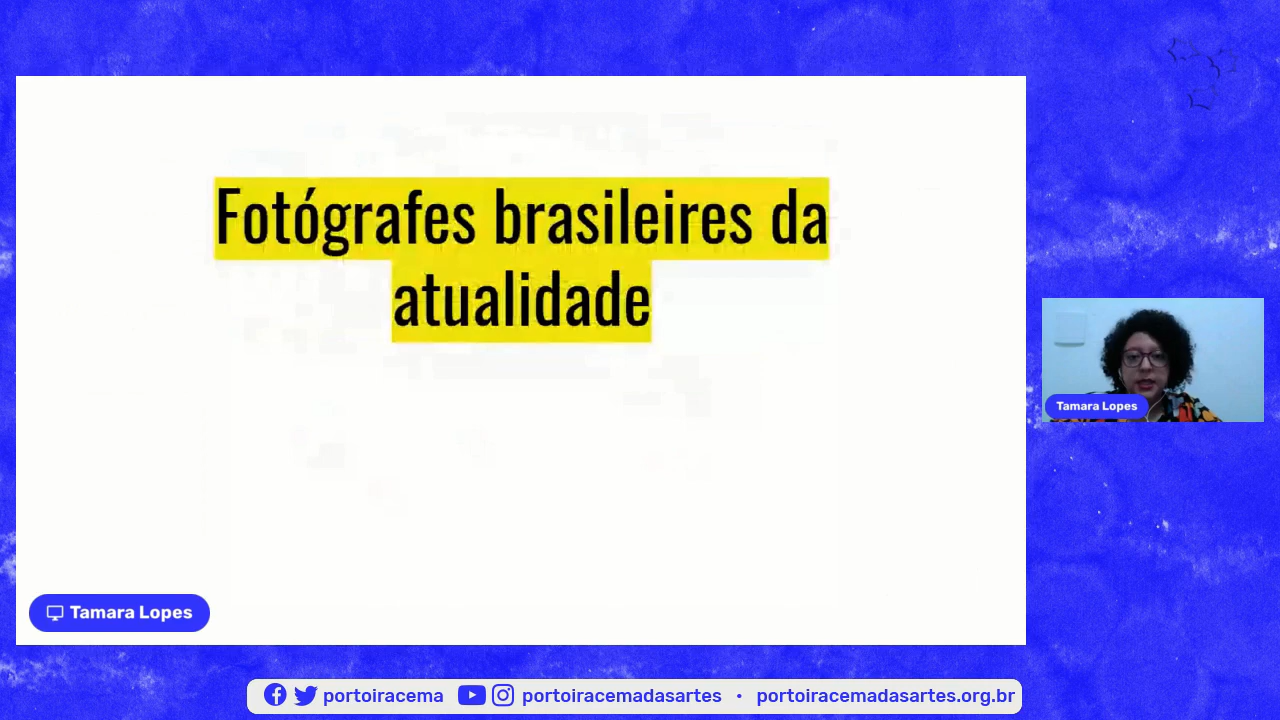 Fotógrafes brasileires da
atualidade
Tamara Lopes
Tamara Lopes
portoiracema portoiracemadasartes • portoiracemadasartes.org.br